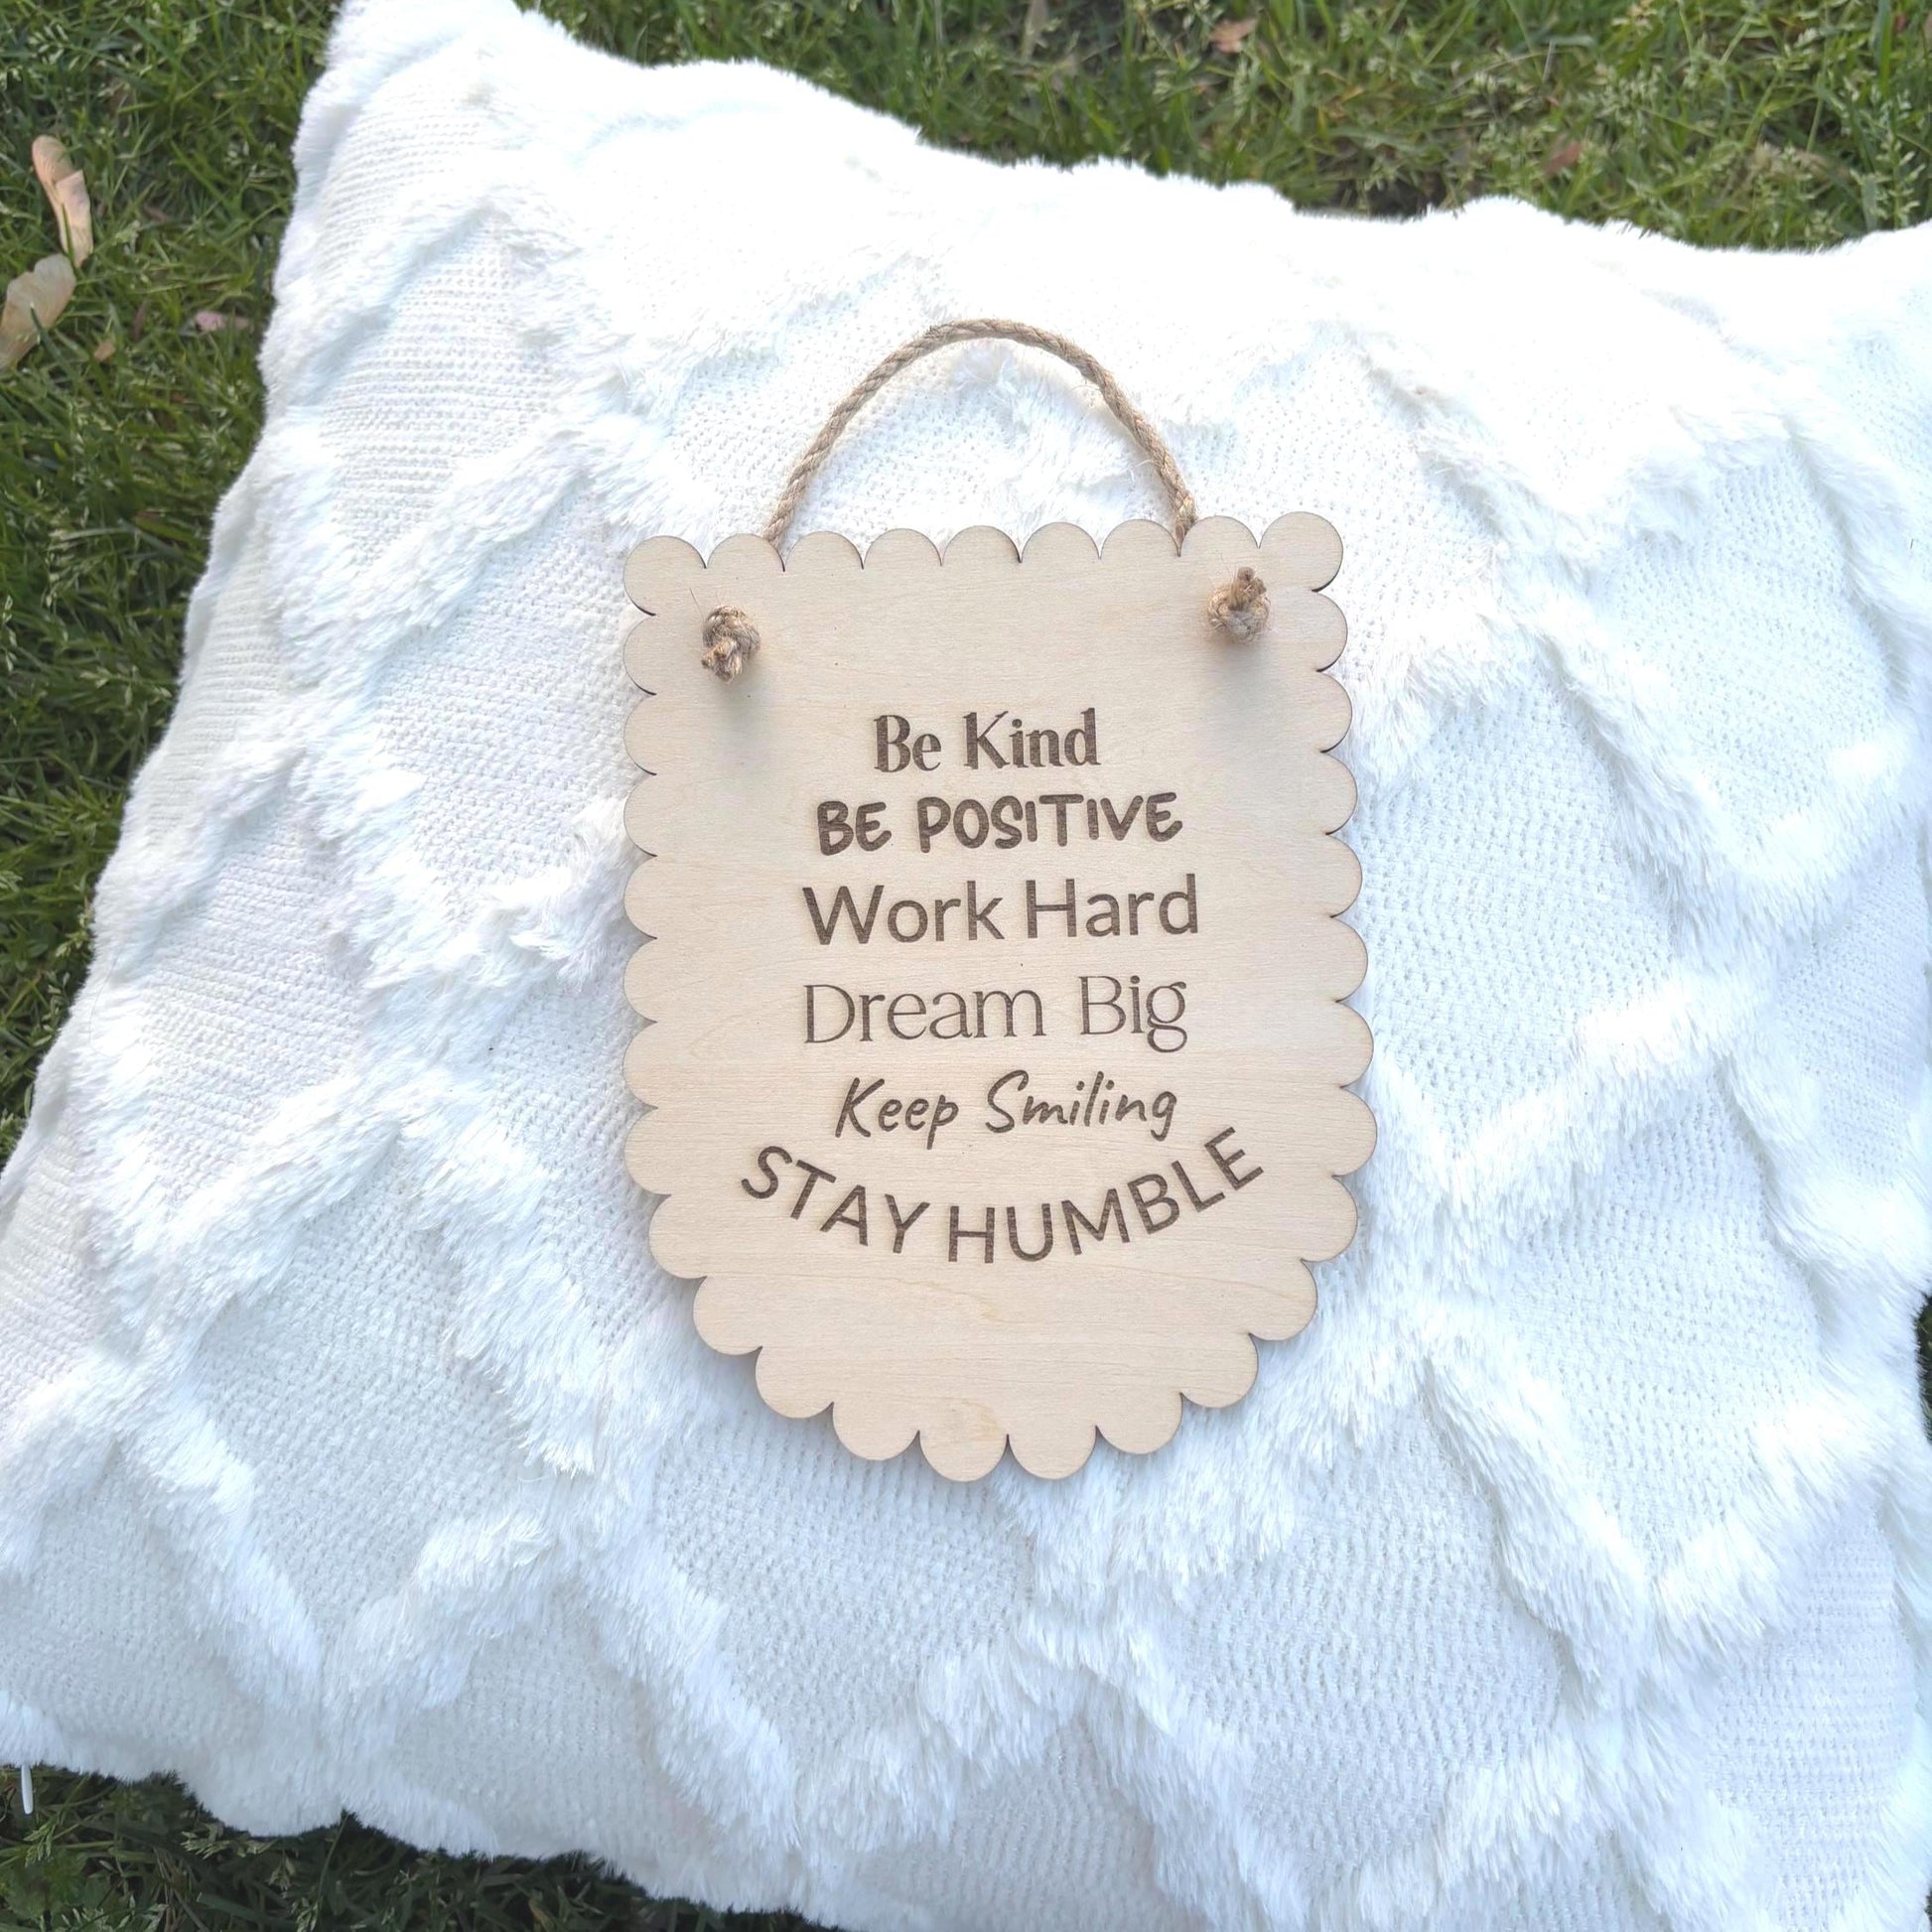 Be Kind
BE POSITIVE
Work Hard
Dream Big
Keep Smiling
STAY HUMBLE